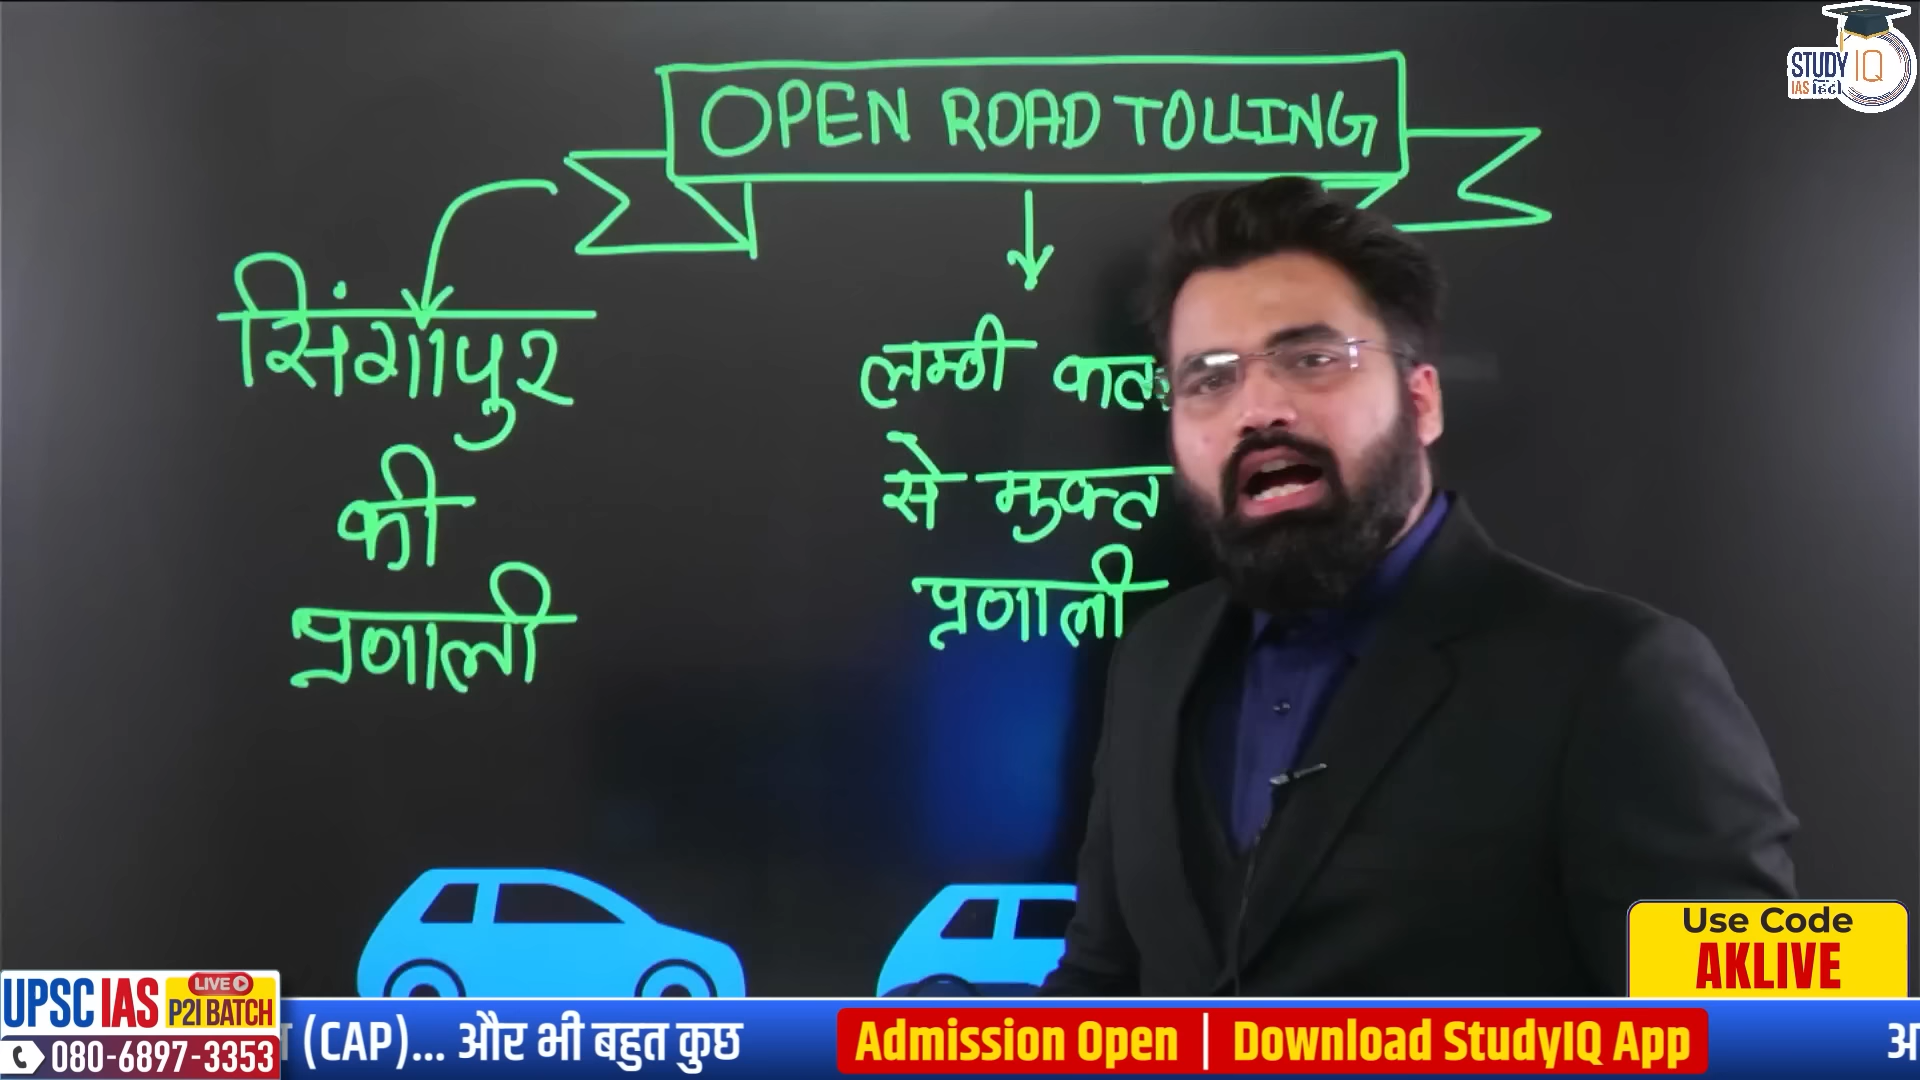 STUDY IQ
IAS हिंदी
OPEN ROAD TOLLING
सिंगापुर
की
प्रणाली
लम्बी
से मुक्त
प्रणाली
Use Code
AKLIVE
UPSC IAS
LIVE
P2I BATCH
080-6897-3353
(CAP)... और भी बहुत कुछ
Admission Open | Download StudyIQ App